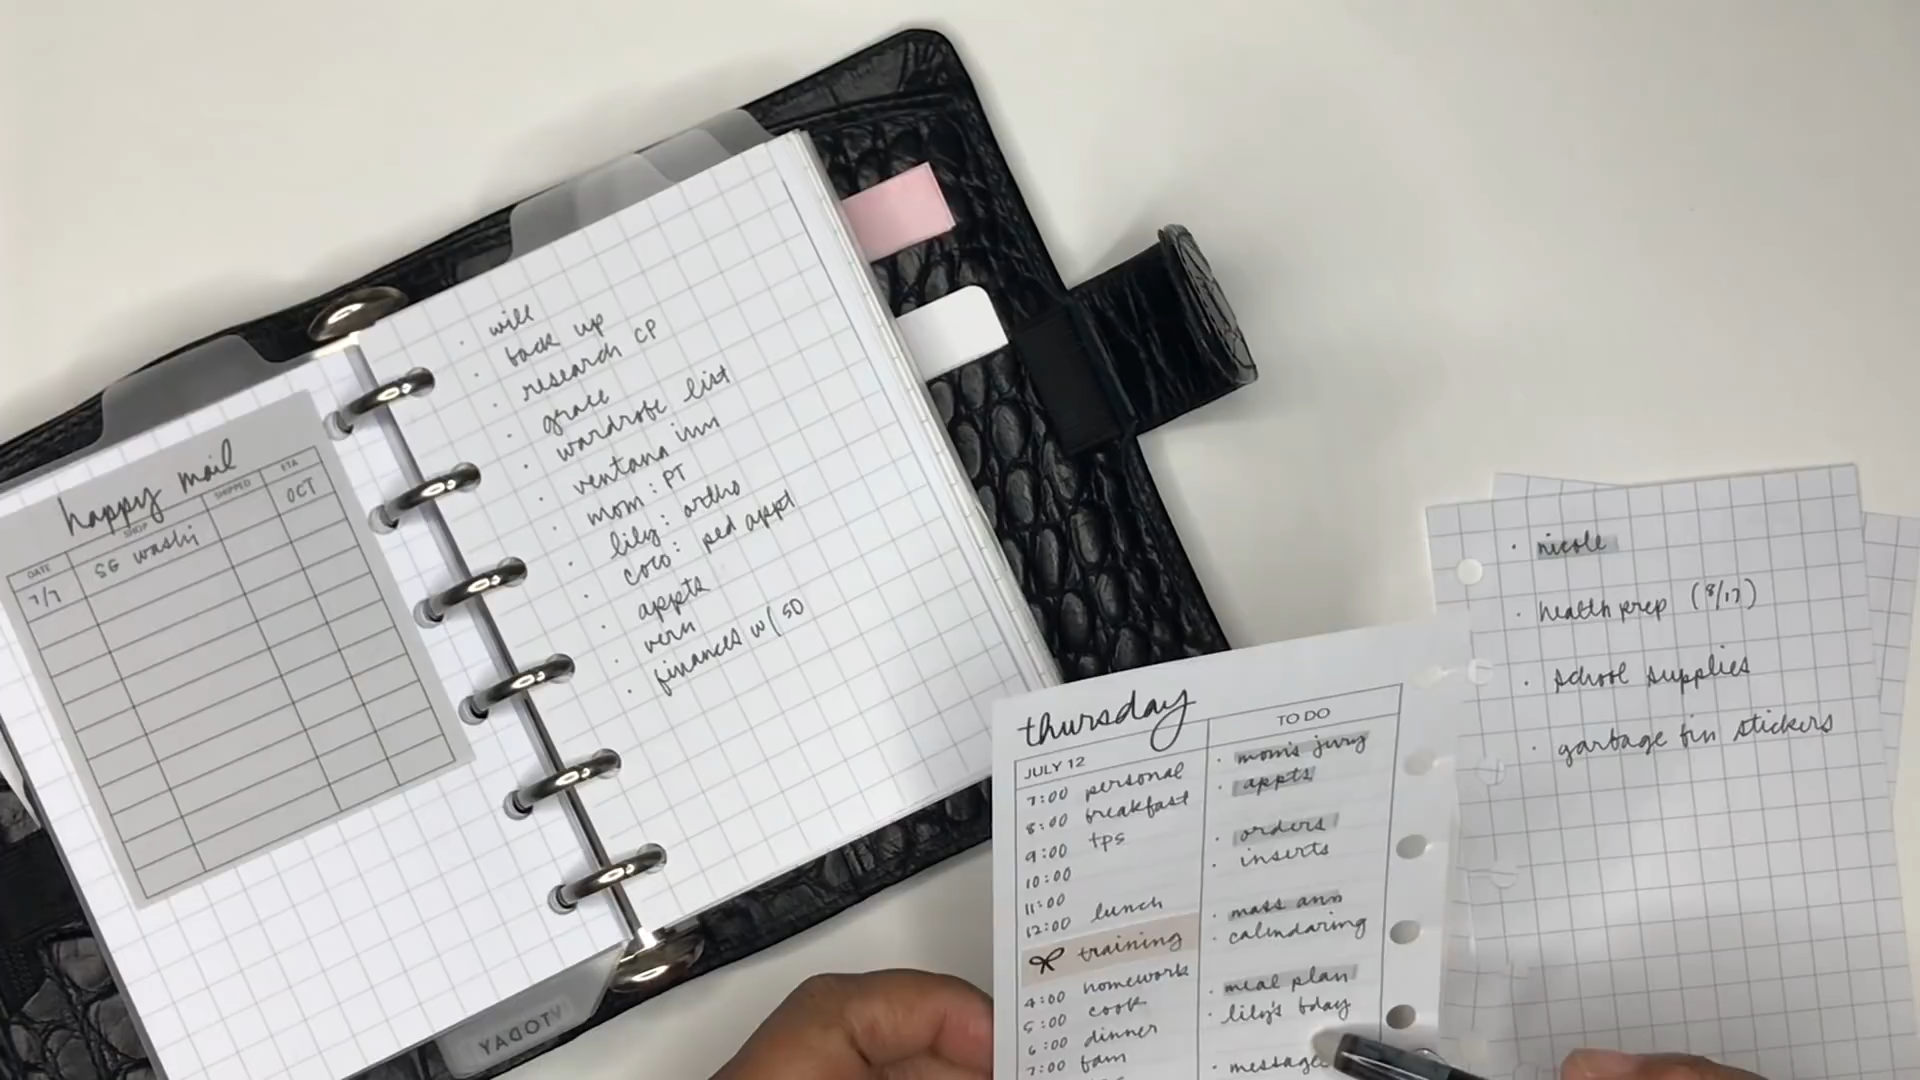 happy mail
DATE SHOP SHIPPED ETA
7/7 SG washi OCT
TODAY
· will
· back up
· research CP
· grace
· wardrobe list
· ventana inn
· mom: PT
· lily: ortho
· coco: ped appt
· appts
· vern
· finances w/ SO
thursday
JULY 12
7:00 personal
8:00 breakfast
9:00 tps
10:00
11:00
12:00 lunch
training
4:00 homework
5:00 cook
6:00 dinner
7:00 fam
TO DO
· mom's jury
· appts
· orders
· inserts
· mass ann
· calendaring
· meal plan
· lily's bday
· message
· nicole
· health prep (8/17)
· school supplies
· garbage bin stickers